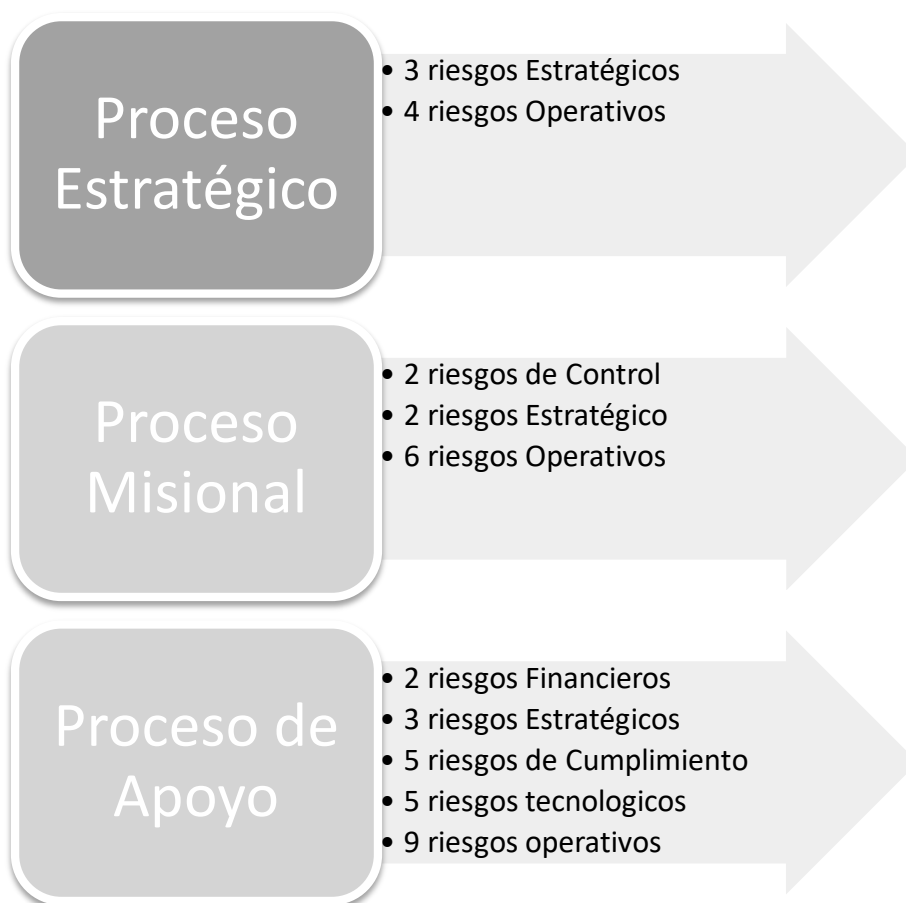 Proceso
Estratégico
• 3 riesgos Estratégicos
• 4 riesgos Operativos
Proceso
Misional
• 2 riesgos de Control
• 2 riesgos Estratégico
• 6 riesgos Operativos
Proceso de
Apoyo
• 2 riesgos Financieros
• 3 riesgos Estratégicos
• 5 riesgos de Cumplimiento
• 5 riesgos tecnologicos
• 9 riesgos operativos